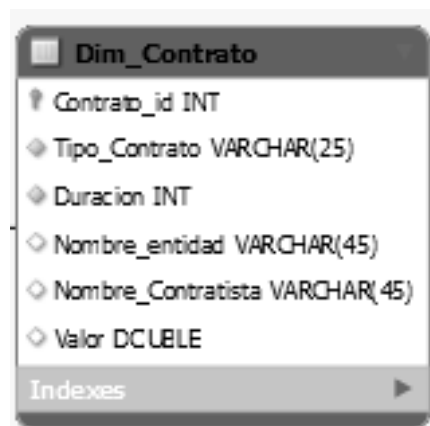 Dim_Contrato
Contrato_id INT
Tipo_Contrato VARCHAR(25)
Duracion INT
Nombre_entidad VARCHAR(45)
Nombre_Contratista VARCHAR(45)
Valor DOUBLE
Indexes